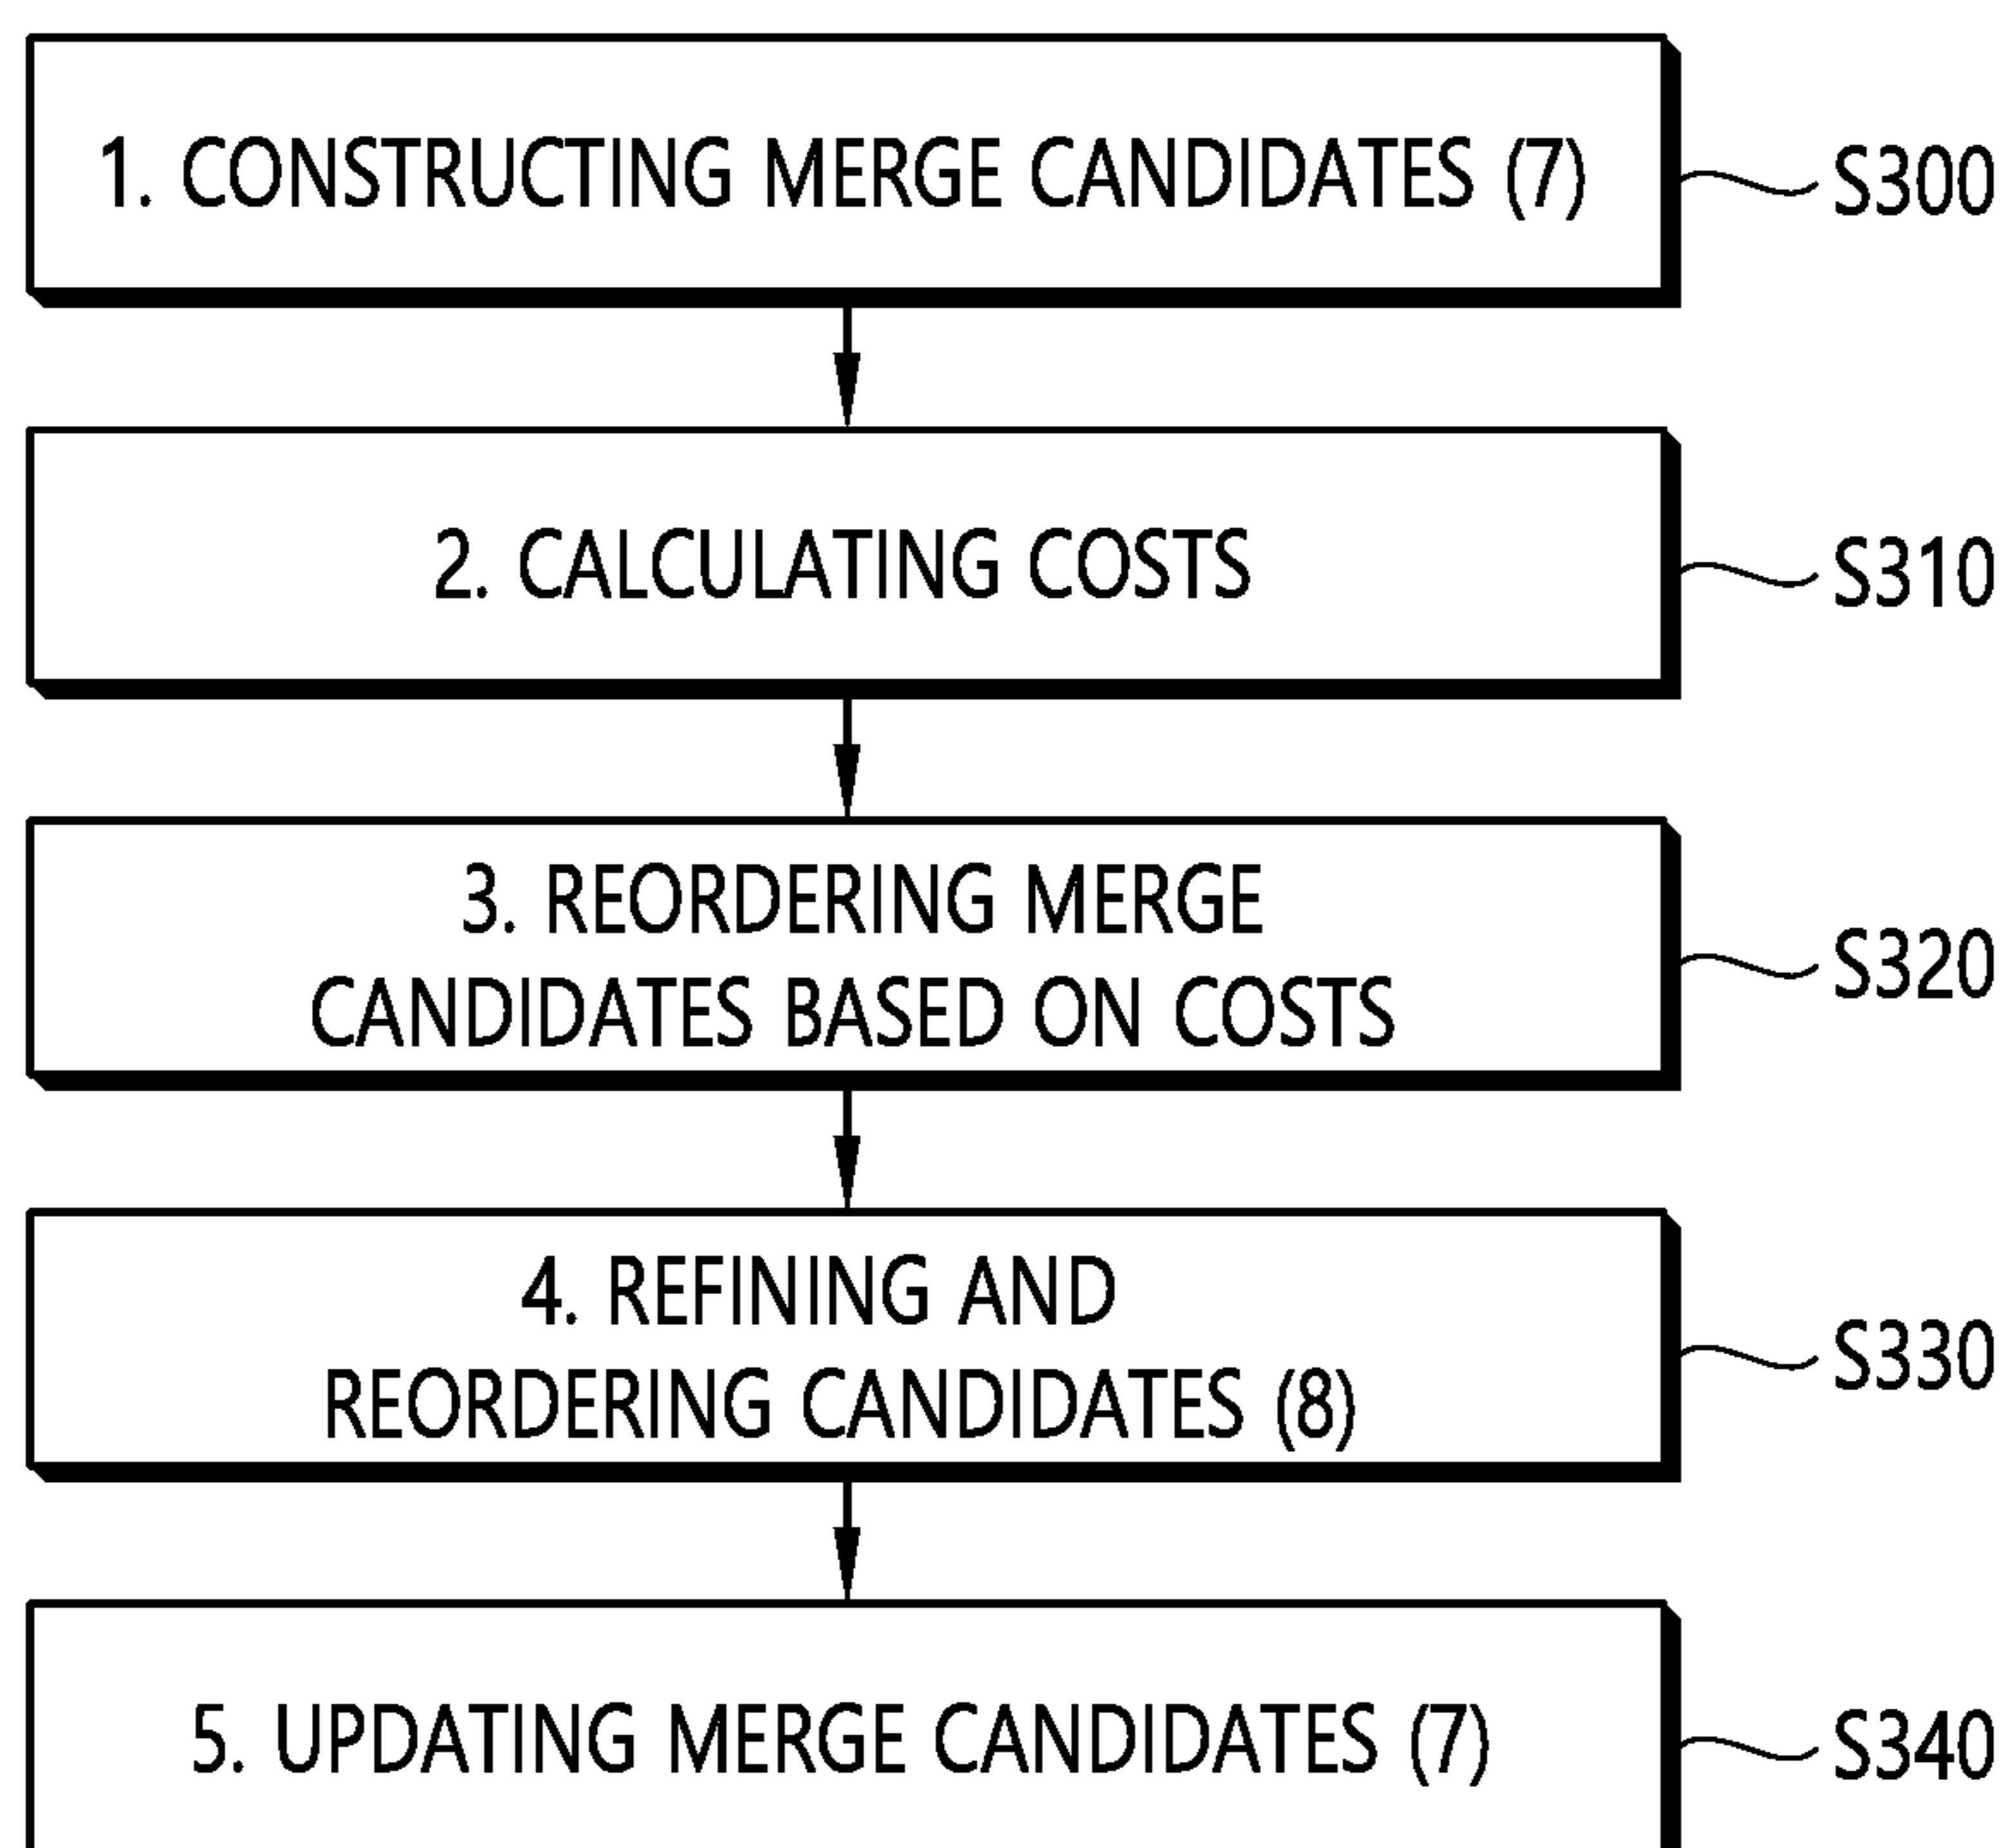 1. CONSTRUCTING MERGE CANDIDATES (7)
S300
2. CALCULATING COSTS
S310
3. REORDERING MERGE
CANDIDATES BASED ON COSTS
S320
4. REFINING AND
REORDERING CANDIDATES (8)
S330
5. UPDATING MERGE CANDIDATES (7)
S340